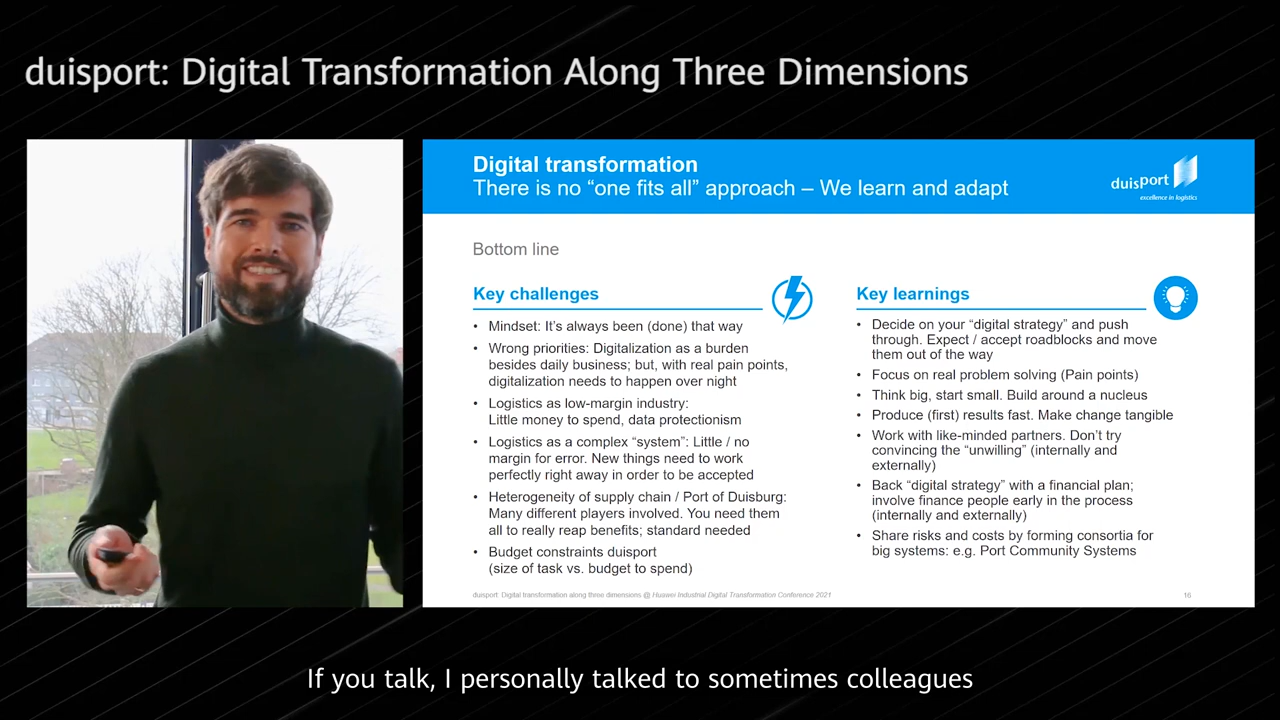 duisport: Digital Transformation Along Three Dimensions
Digital transformation
There is no “one fits all” approach – We learn and adapt
duisport
excellence in logistics
Bottom line
Key challenges
• Mindset: It’s always been (done) that way
• Wrong priorities: Digitalization as a burden
besides daily business; but, with real pain points,
digitalization needs to happen over night
• Logistics as low-margin industry:
Little money to spend, data protectionism
• Logistics as a complex “system”: Little / no
margin for error. New things need to work
perfectly right away in order to be accepted
• Heterogeneity of supply chain / Port of Duisburg:
Many different players involved. You need them
all to really reap benefits; standard needed
• Budget constraints duisport
(size of task vs. budget to spend)
Key learnings
• Decide on your “digital strategy” and push
through. Expect / accept roadblocks and move
them out of the way
• Focus on real problem solving (Pain points)
• Think big, start small. Build around a nucleus
• Produce (first) results fast. Make change tangible
• Work with like-minded partners. Don’t try
convincing the “unwilling” (internally and
externally)
• Back “digital strategy” with a financial plan;
involve finance people early in the process
(internally and externally)
• Share risks and costs by forming consortia for
big systems: e.g. Port Community Systems
duisport: Digital transformation along three dimensions @ Huawei Industrial Digital Transformation Conference 2021
16
If you talk, I personally talked to sometimes colleagues